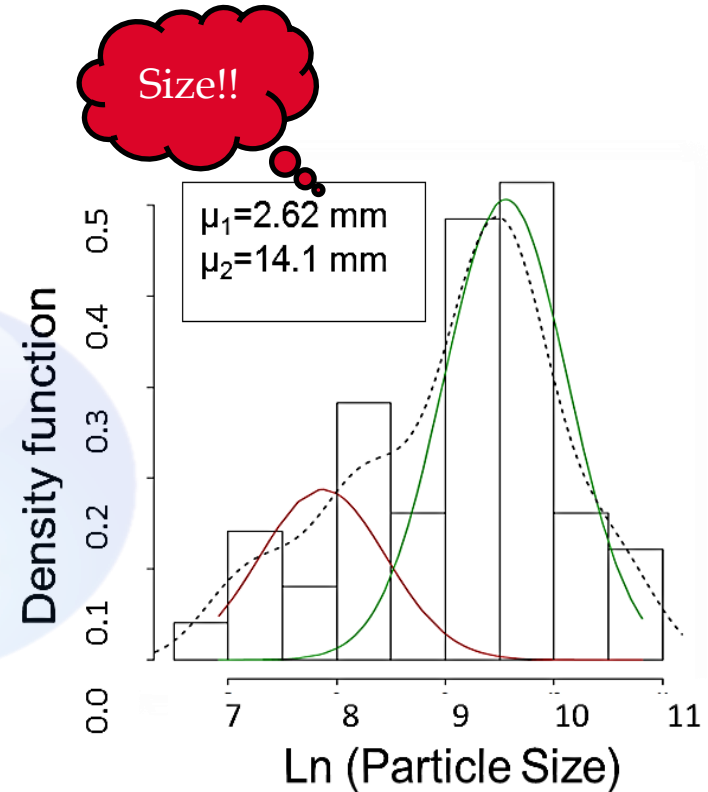 Size!!
μ₁=2.62 mm
μ₂=14.1 mm
Density function
0.5
0.4
0.3
0.2
0.1
0.0
7 8 9 10 11
Ln (Particle Size)